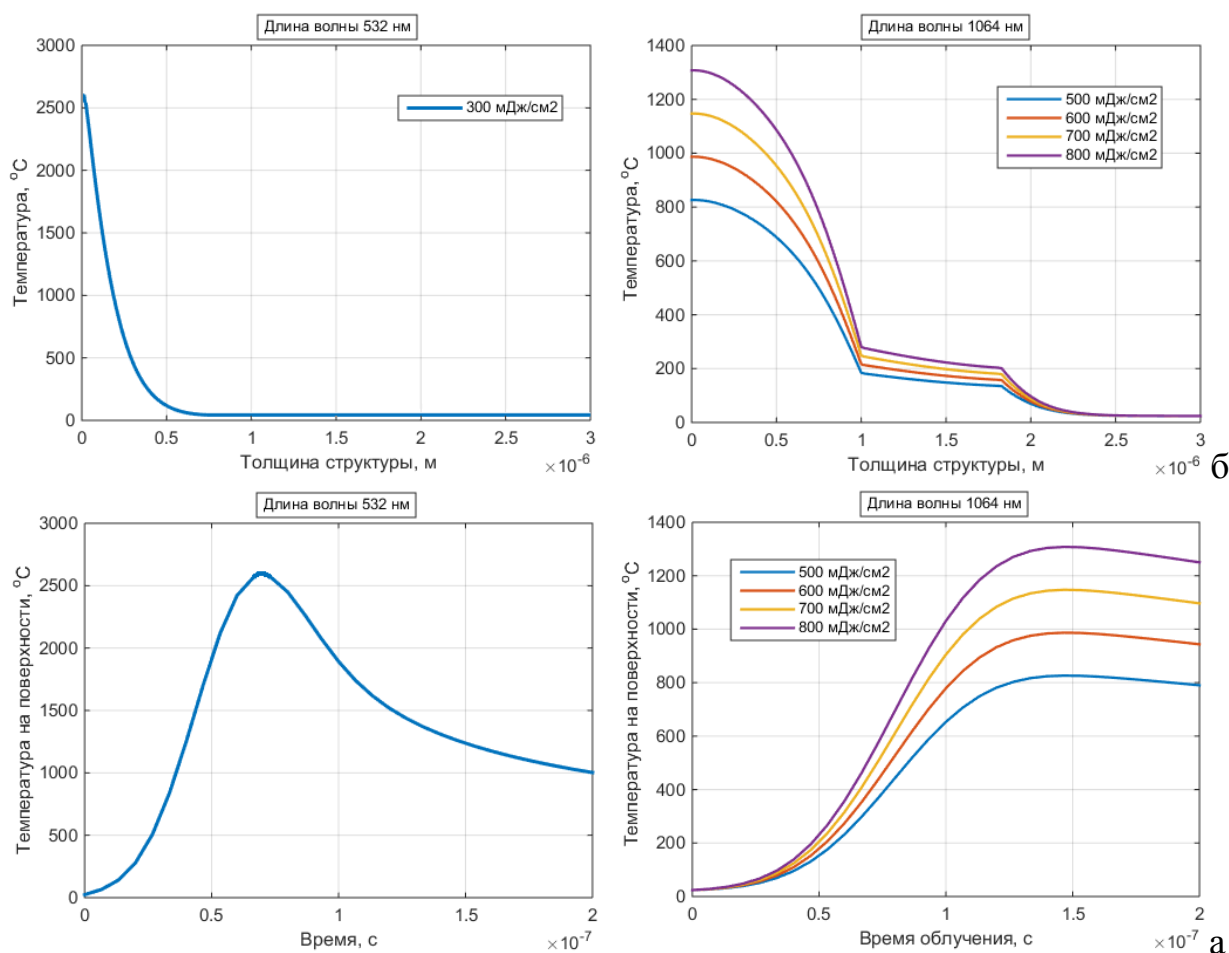 Длина волны 532 нм
Температура, °C
3000
2500
2000
1500
1000
500
0
300 мДж/см2
0 0.5 1 1.5 2 2.5 3
Толщина структуры, м
×10-6
Длина волны 1064 нм
Температура, °C
1400
1200
1000
800
600
400
200
0
500 мДж/см2
600 мДж/см2
700 мДж/см2
800 мДж/см2
0 0.5 1 1.5 2 2.5 3
Толщина структуры, м
×10-6
б
Длина волны 532 нм
Температура на поверхности, °C
3000
2500
2000
1500
1000
500
0
0 0.5 1 1.5 2
Время, с
×10-7
Длина волны 1064 нм
Температура на поверхности, °C
1400
1200
1000
800
600
400
200
0
500 мДж/см2
600 мДж/см2
700 мДж/см2
800 мДж/см2
0 0.5 1 1.5 2
Время облучения, с
×10-7
а